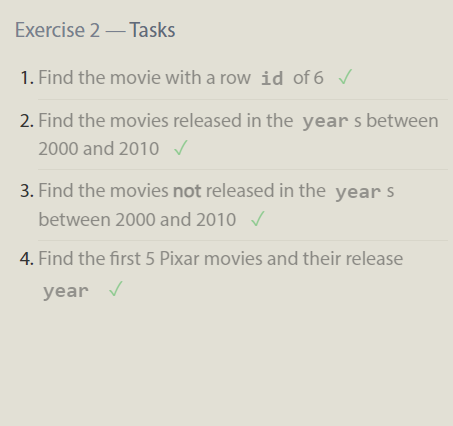 Exercise 2 — Tasks
1. Find the movie with a row id of 6 ✓
2. Find the movies released in the year s between
2000 and 2010 ✓
3. Find the movies not released in the year s
between 2000 and 2010 ✓
4. Find the first 5 Pixar movies and their release
year ✓